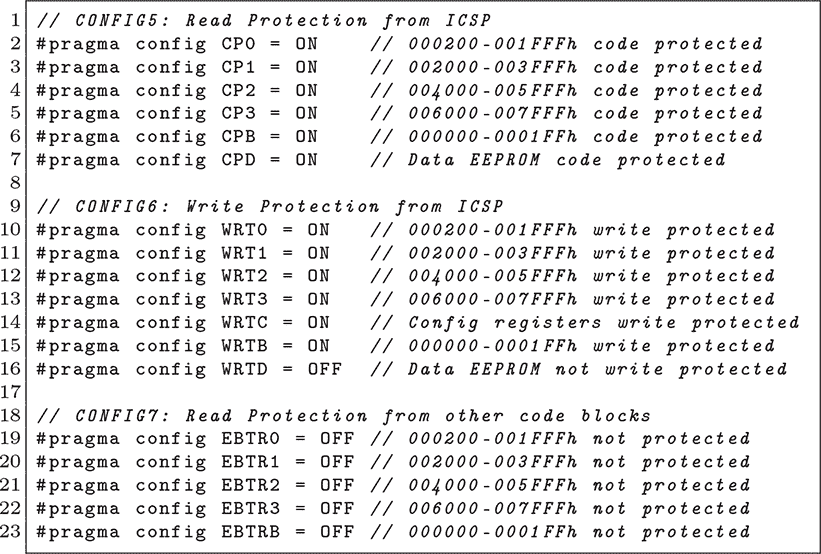 1 // CONFIG5: Read Protection from ICSP
2 #pragma config CP0 = ON // 000200-001FFFh code protected
3 #pragma config CP1 = ON // 002000-003FFFh code protected
4 #pragma config CP2 = ON // 004000-005FFFh code protected
5 #pragma config CP3 = ON // 006000-007FFFh code protected
6 #pragma config CPB = ON // 000000-0001FFh code protected
7 #pragma config CPD = ON // Data EEPROM code protected
8
9 // CONFIG6: Write Protection from ICSP
10 #pragma config WRT0 = ON // 000200-001FFFh write protected
11 #pragma config WRT1 = ON // 002000-003FFFh write protected
12 #pragma config WRT2 = ON // 004000-005FFFh write protected
13 #pragma config WRT3 = ON // 006000-007FFFh write protected
14 #pragma config WRTC = ON // Config registers write protected
15 #pragma config WRTB = ON // 000000-0001FFh write protected
16 #pragma config WRTD = OFF // Data EEPROM not write protected
17
18 // CONFIG7: Read Protection from other code blocks
19 #pragma config EBTR0 = OFF // 000200-001FFFh not protected
20 #pragma config EBTR1 = OFF // 002000-003FFFh not protected
21 #pragma config EBTR2 = OFF // 004000-005FFFh not protected
22 #pragma config EBTR3 = OFF // 006000-007FFFh not protected
23 #pragma config EBTRB = OFF // 000000-0001FFh not protected